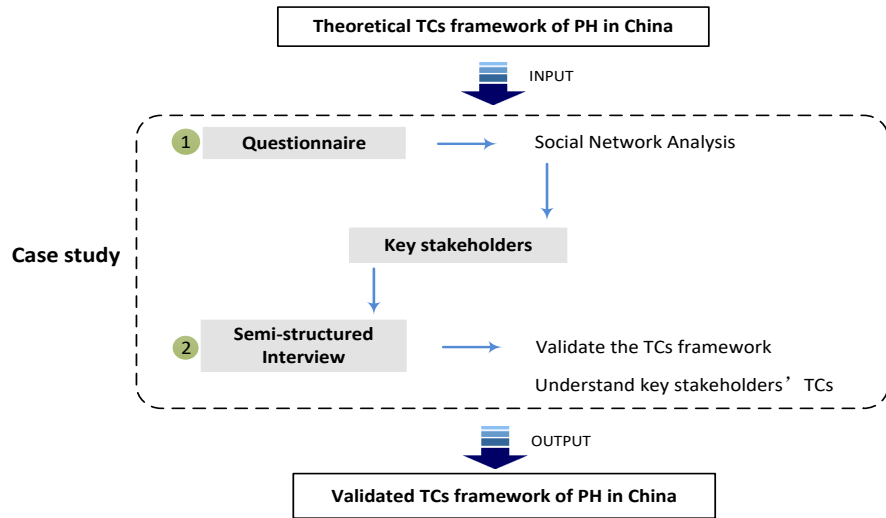 Theoretical TCs framework of PH in China
INPUT
1
Questionnaire
Social Network Analysis
Key stakeholders
Case study
2
Semi-structured
Interview
Validate the TCs framework
Understand key stakeholders’ TCs
OUTPUT
Validated TCs framework of PH in China